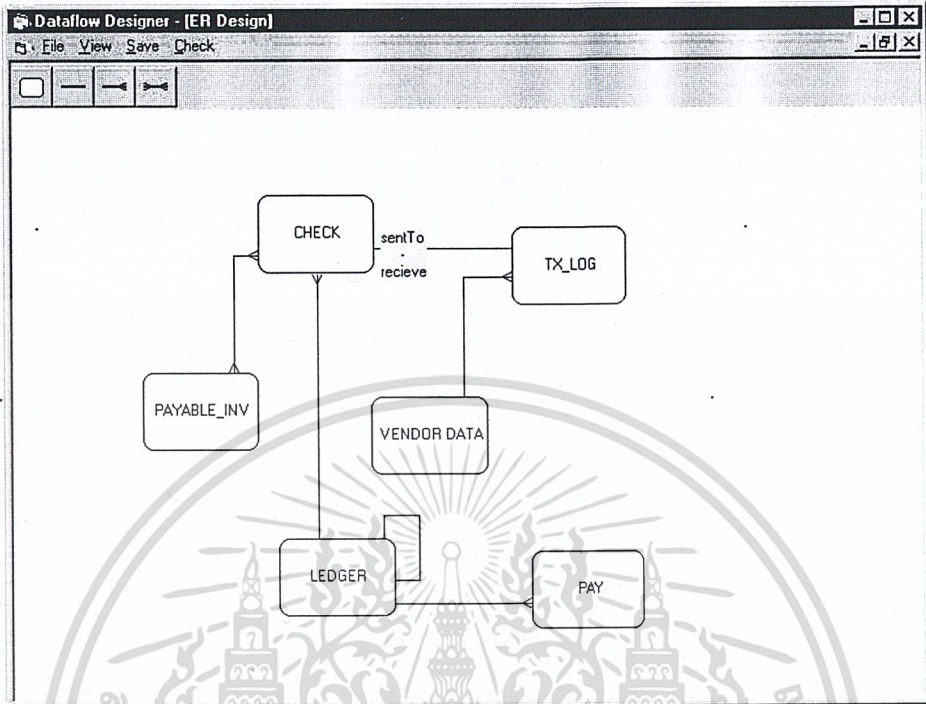 Dataflow Designer - [ER Design]
File View Save Check
CHECK
sentTo
recieve
TX_LOG
PAYABLE_INV
VENDOR DATA
LEDGER
PAY